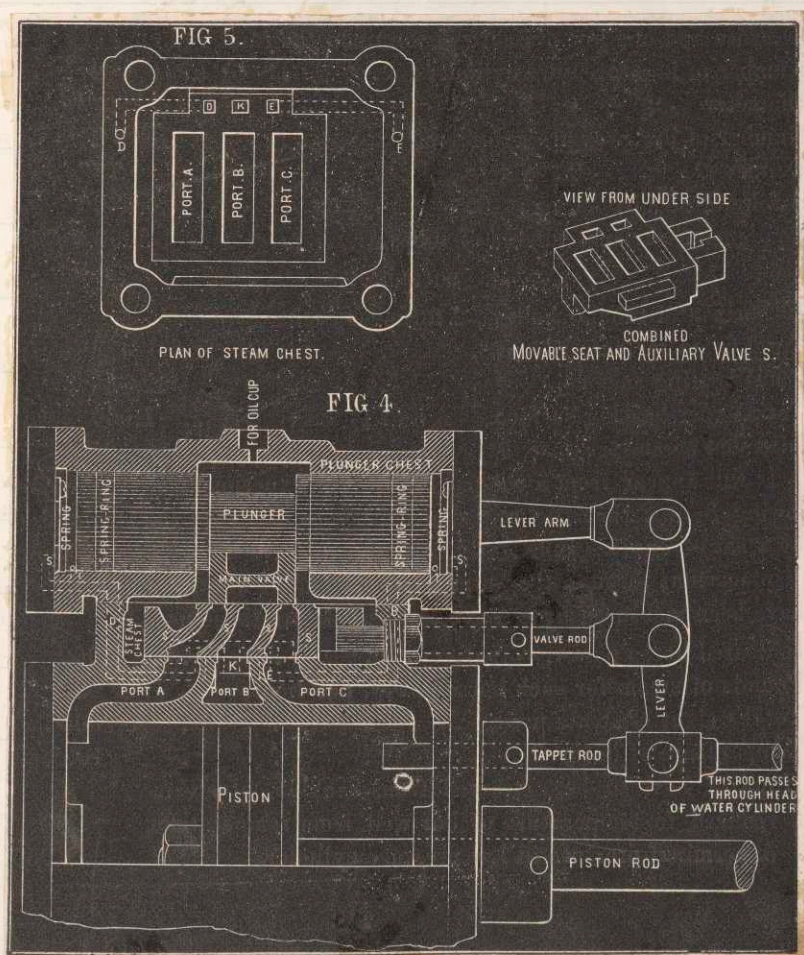 FIG 5.
D K E
D E
PORT. A.
PORT. B.
PORT. C.
PLAN OF STEAM CHEST.
VIEW FROM UNDER SIDE
COMBINED
MOVABLE SEAT AND AUXILIARY VALVE S.
FIG 4.
FOR OILCUP
PLUNGER CHEST
SPRING
SPRING RING
PLUNGER
SPRING RING
SPRING
LEVER ARM
S S
MAIN VALVE
D
STEAM CHEST
S S
VALVE ROD
K E
PORT A PORT B PORT C
LEVER.
TAPPET ROD
THIS ROD PASSES
THROUGH HEAD
OF WATER CYLINDER
PISTON
PISTON ROD